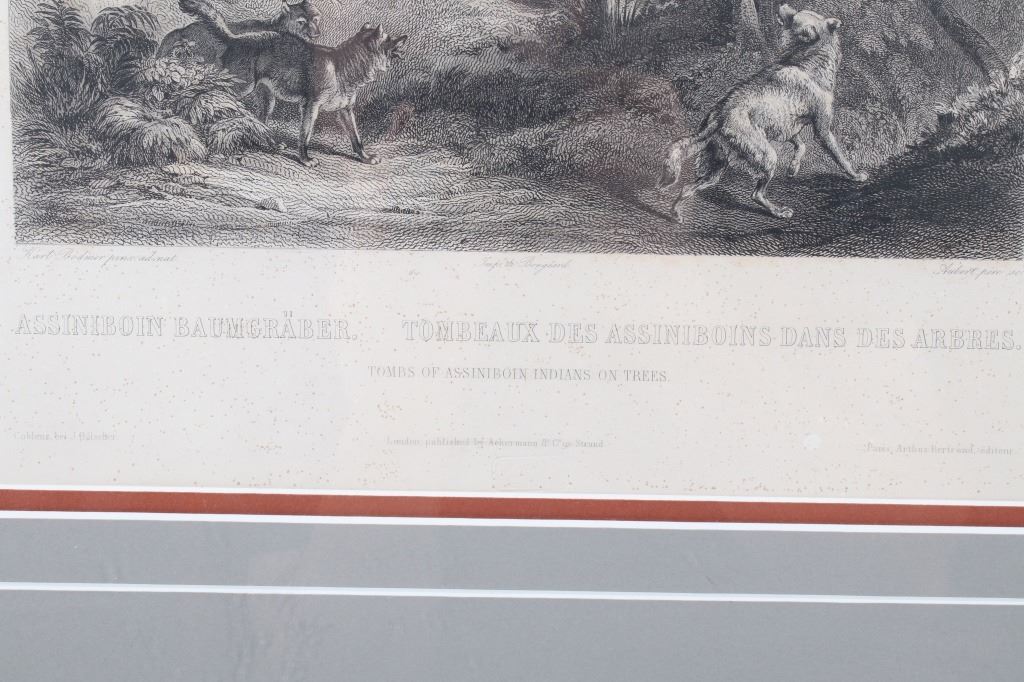 Karl Bodmer pinx. ad. nat.
Imp. de Bougeard
Hubert père sc.
ASSINIBOIN BAUMGRÄBER. TOMBEAUX DES ASSINIBOINS DANS DES ARBRES.
TOMBS OF ASSINIBOIN INDIANS ON TREES.
Coblenz, bei J. Hölscher. London, published by Ackermann & Co. 96 Strand. Paris, Arthus Bertrand, éditeur.